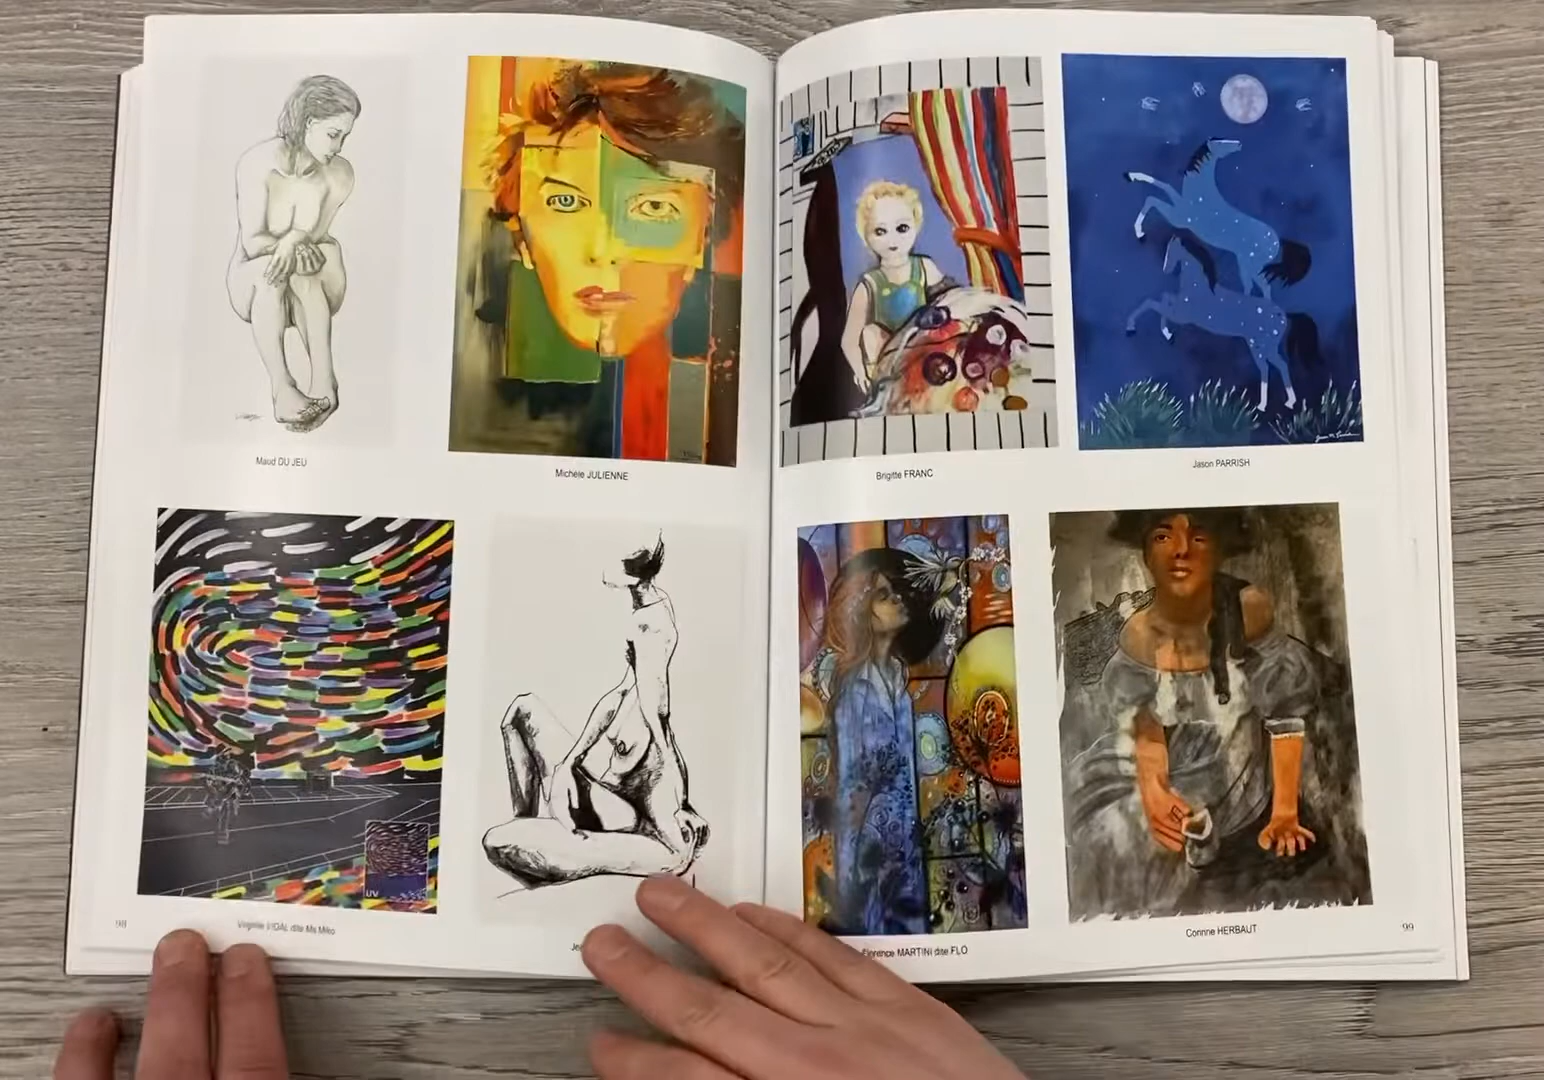 Maud DU JEU
Michèle JULIENNE
Brigitte FRANC
Jason PARRISH
UV
98
Virginie VIDAL dite Ms Miko
Florence MARTINI dite FLO
Corinne HERBAUT
99